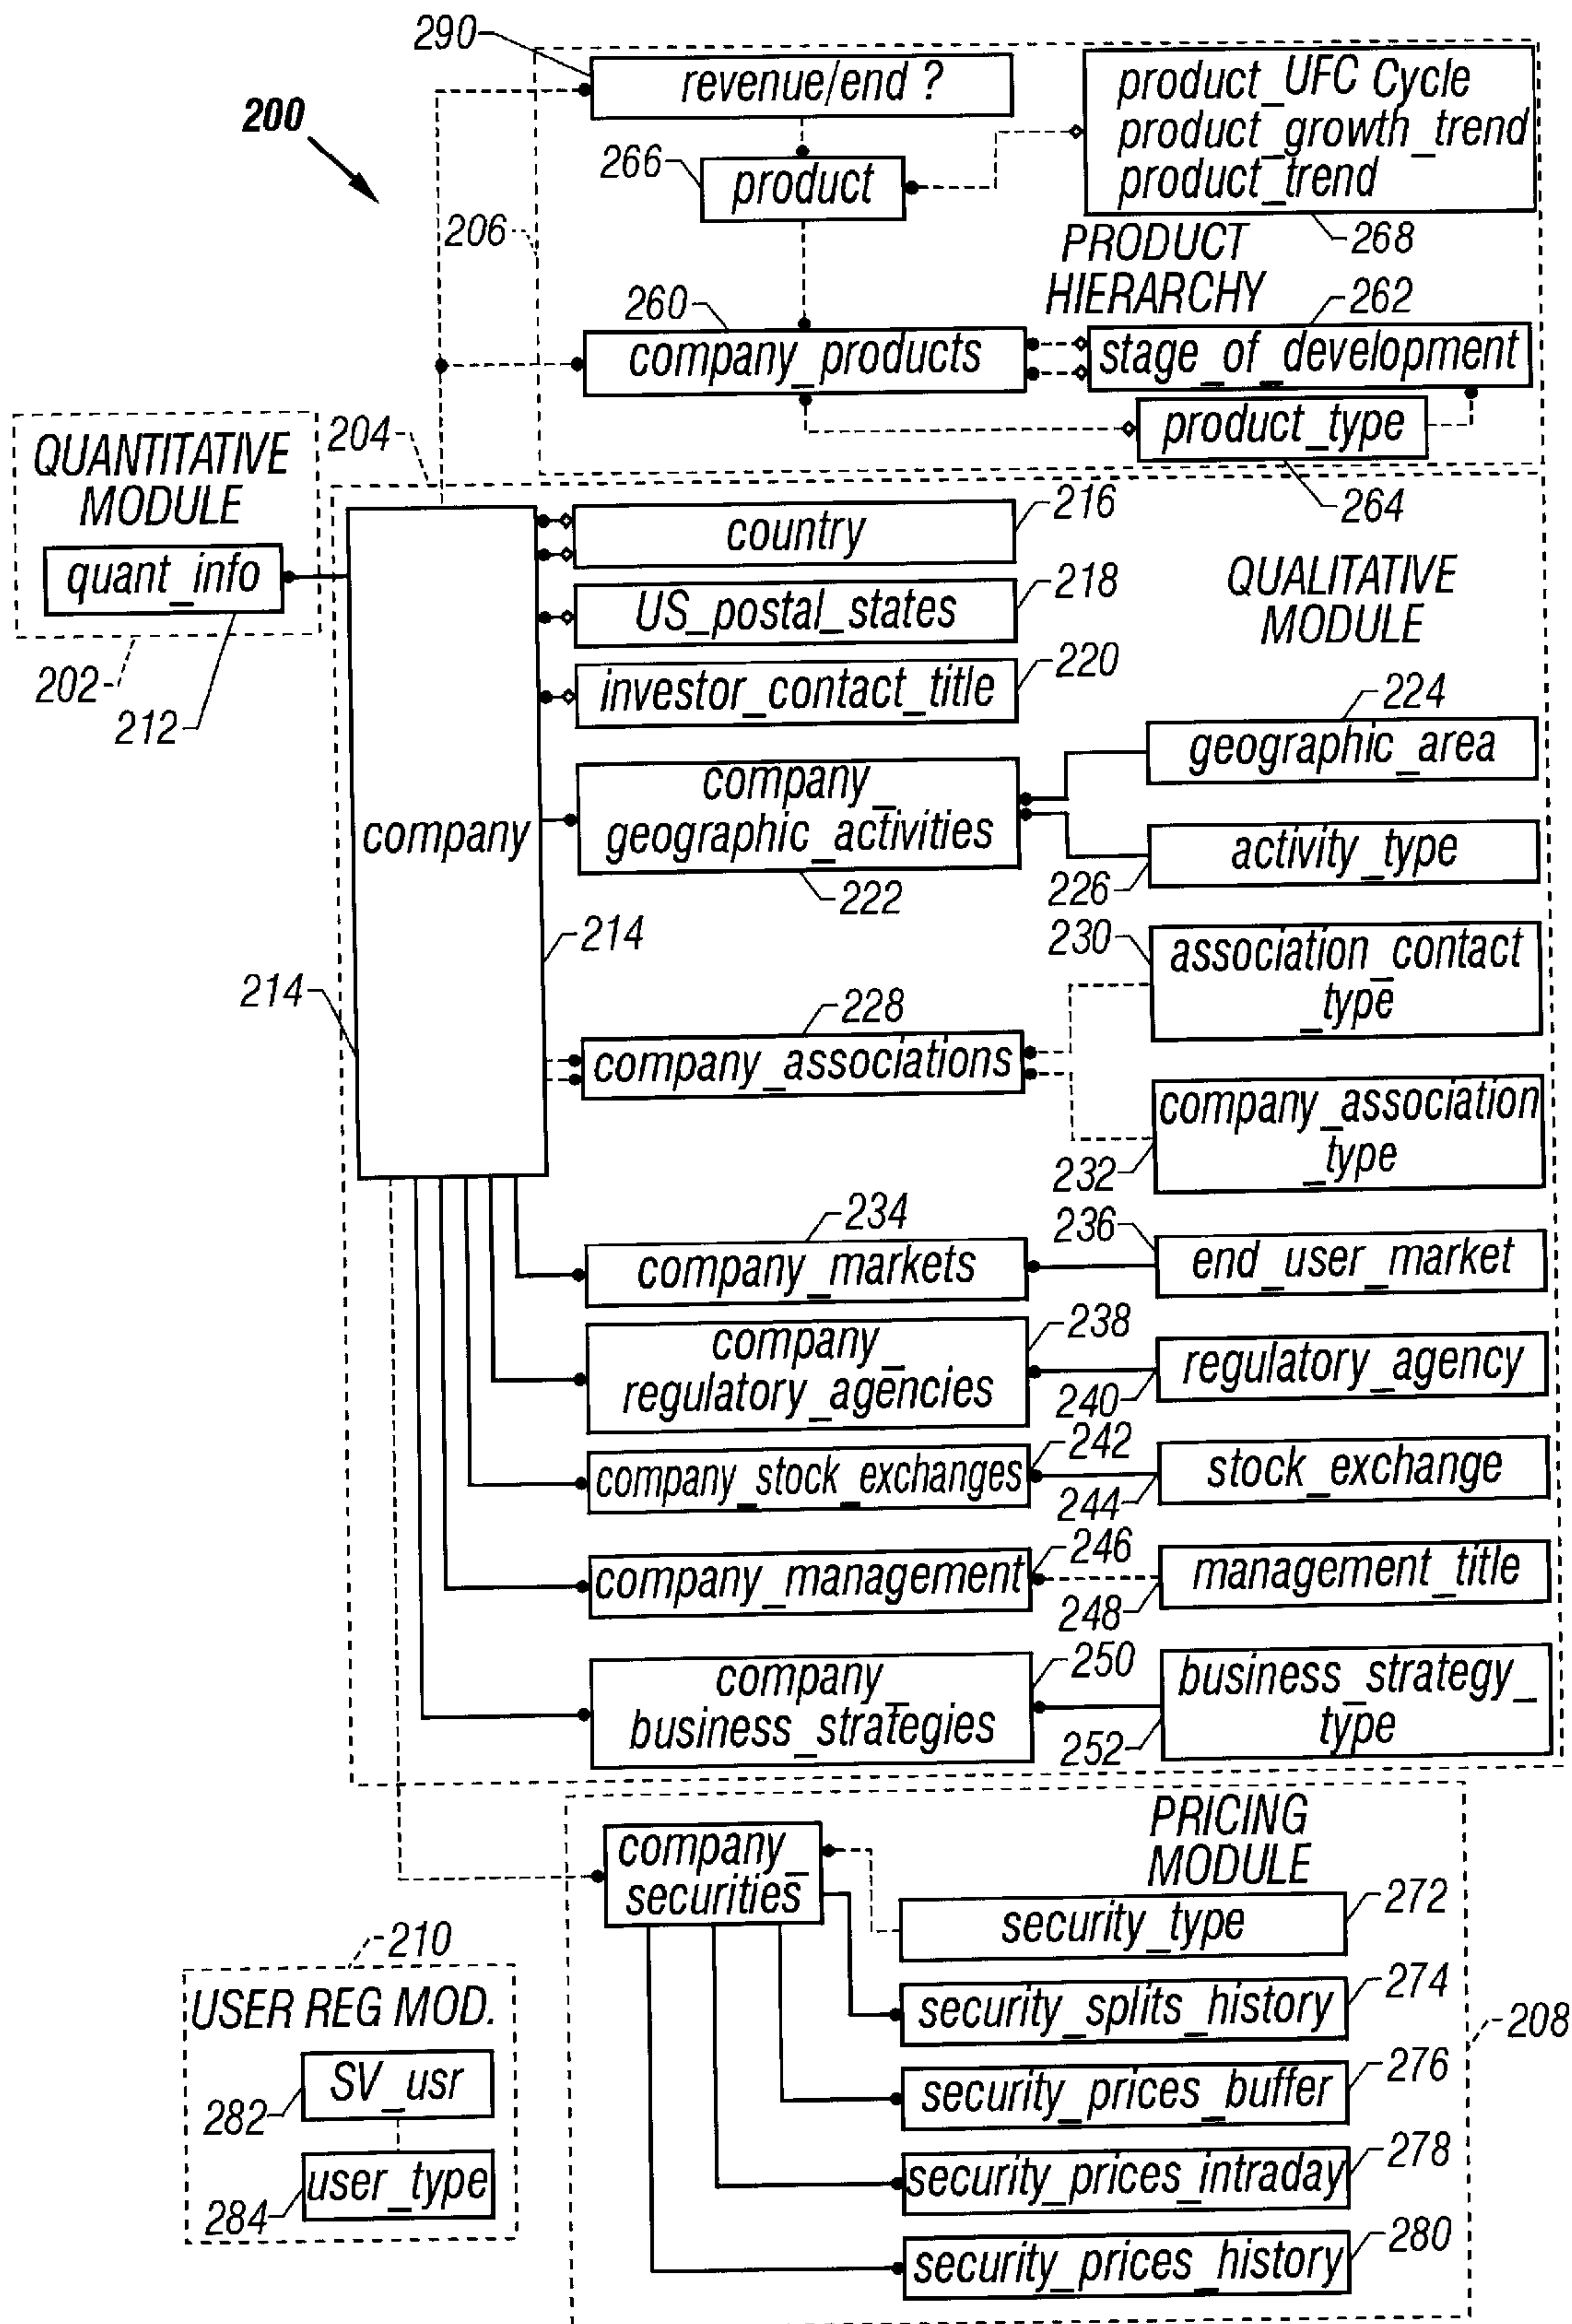 290
revenue/end ?
product_UFC Cycle
product_growth_trend
product_trend
200
266
product
206
PRODUCT
HIERARCHY
268
260
262
company_products
stage_of_development
product_type
264
QUANTITATIVE
MODULE
204
quant_info
202
212
country
216
US_postal_states
218
QUALITATIVE
MODULE
investor_contact_title
220
224
geographic_area
company_
geographic_activities
company
activity_type
226
222
214
230
association_contact
_type
214
228
company_associations
company_association
_type
232
234
236
company_markets
end_user_market
238
company_
regulatory_agencies
regulatory_agency
240
242
company_stock_exchanges
stock_exchange
244
246
company_management
management_title
248
250
company_
business_strategies
business_strategy_
type
252
PRICING
MODULE
company_
securities
272
security_type
210
USER REG MOD.
274
security_splits_history
208
SV_usr
282
276
security_prices_buffer
user_type
284
278
security_prices_intraday
280
security_prices_history